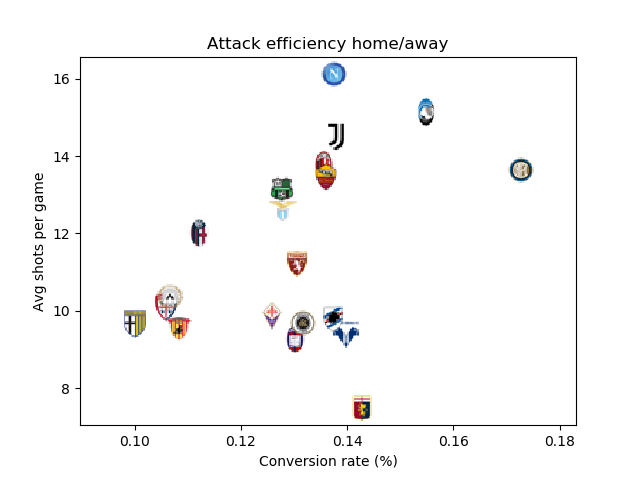 Attack efficiency home/away
Avg shots per game
16
14
12
10
8
0.10 0.12 0.14 0.16 0.18
Conversion rate (%)
N